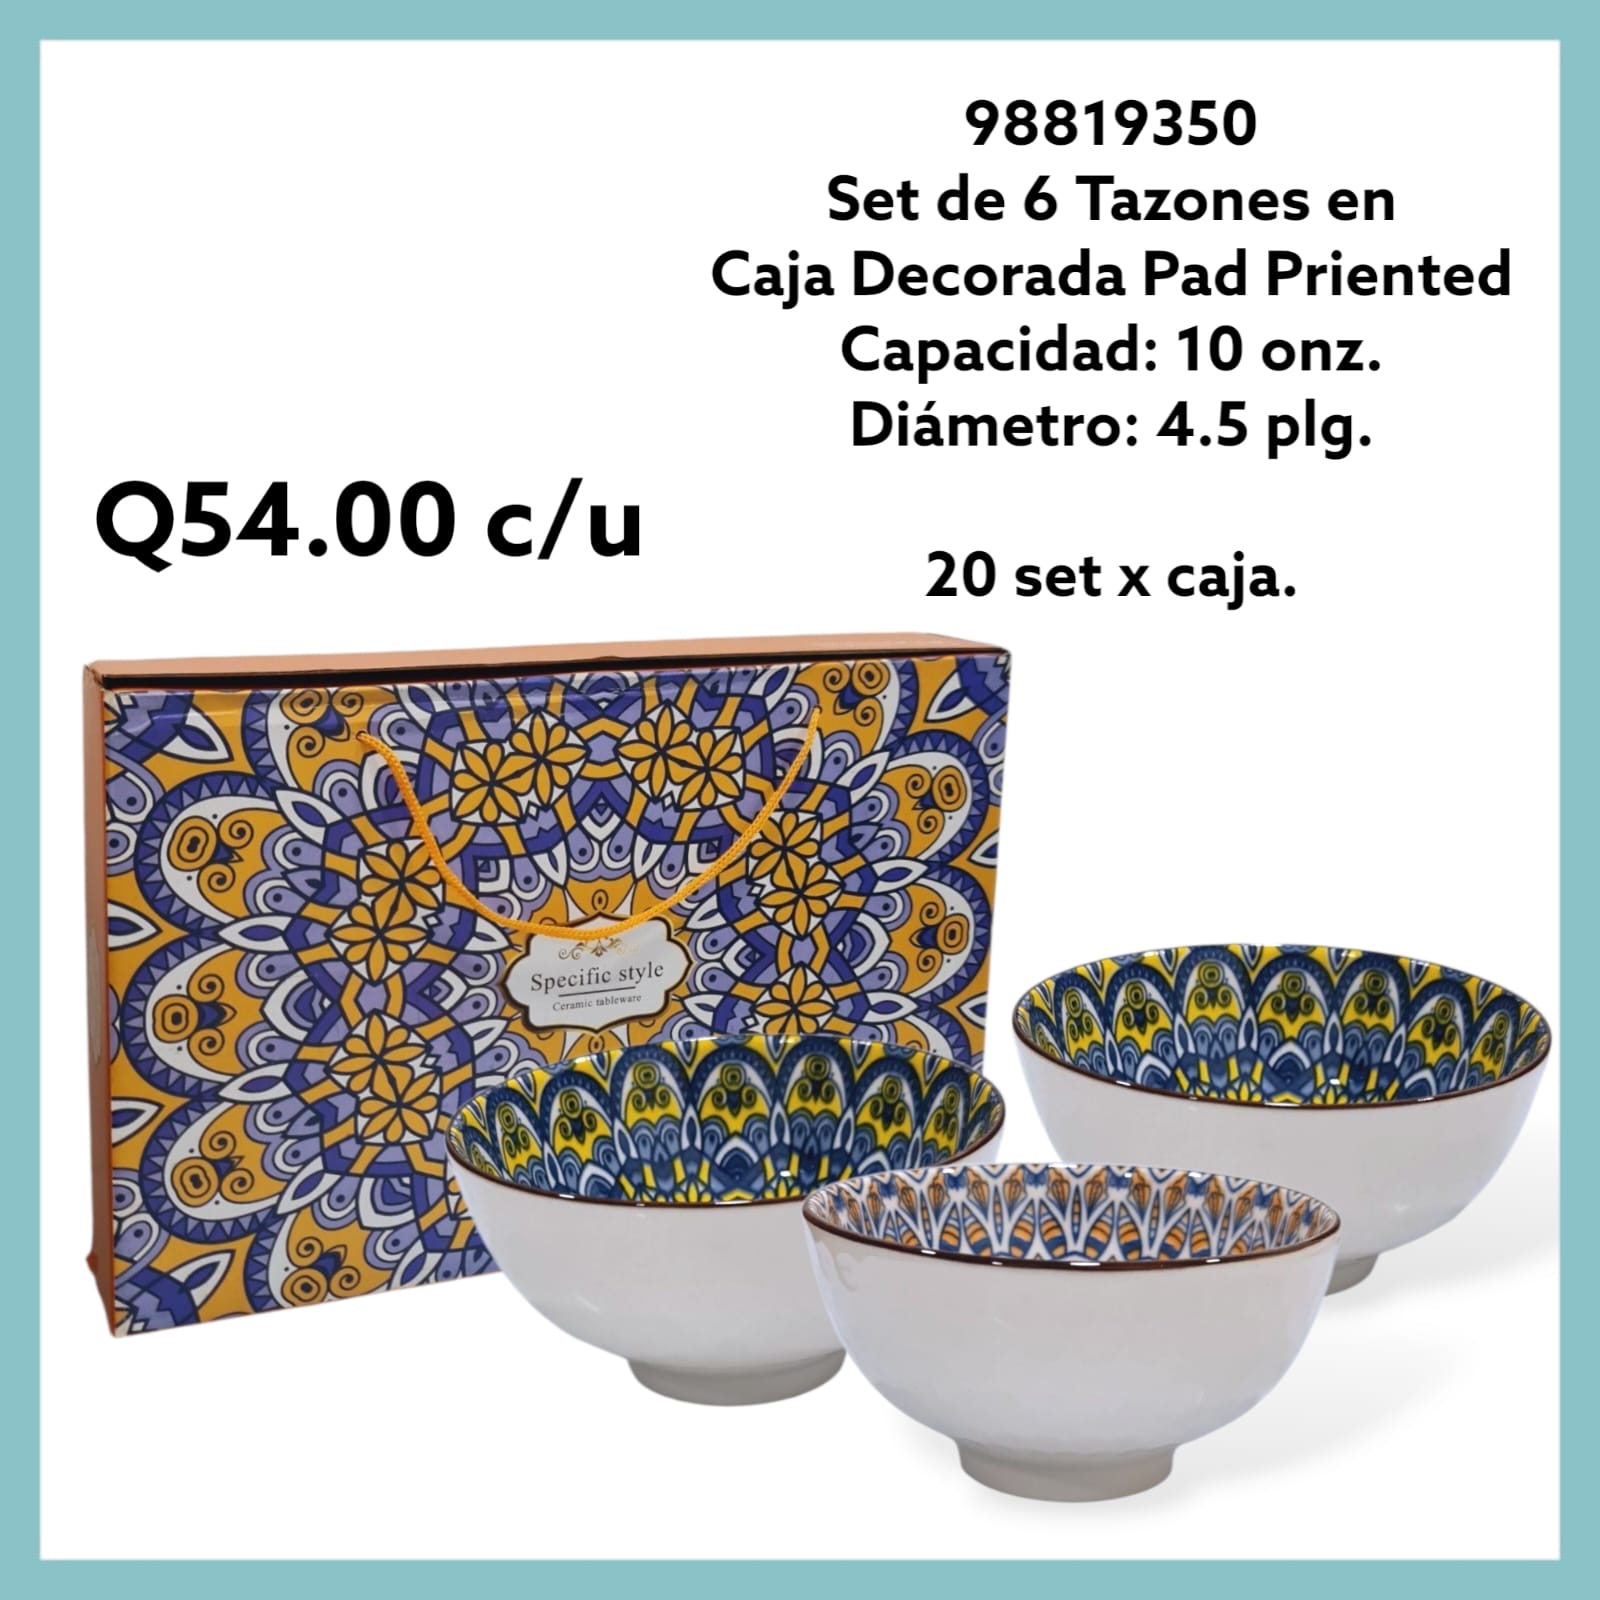 98819350
Set de 6 Tazones en
Caja Decorada Pad Priented
Capacidad: 10 onz.
Diámetro: 4.5 plg.
Q54.00 c/u
20 set x caja.
Specific style
Ceramic tableware